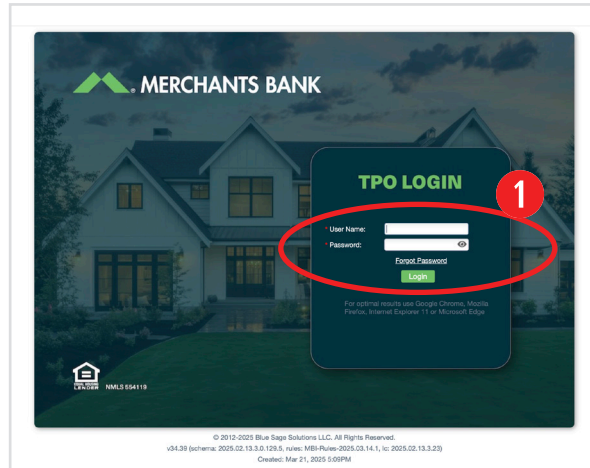 MERCHANTS BANK
TPO LOGIN
1
* User Name:
* Password:
Forgot Password
Login
For optimal results use Google Chrome, Mozilla
Firefox, Internet Explorer 11 or Microsoft Edge
EQUAL HOUSING
LENDER
NMLS 554119
© 2012-2025 Blue Sage Solutions LLC. All Rights Reserved.
v34.39 (schema: 2025.02.13.3.0.129.5, rules: MBI-Rules-2025.03.14.1, lc: 2025.02.13.3.23)
Created: Mar 21, 2025 5:09PM